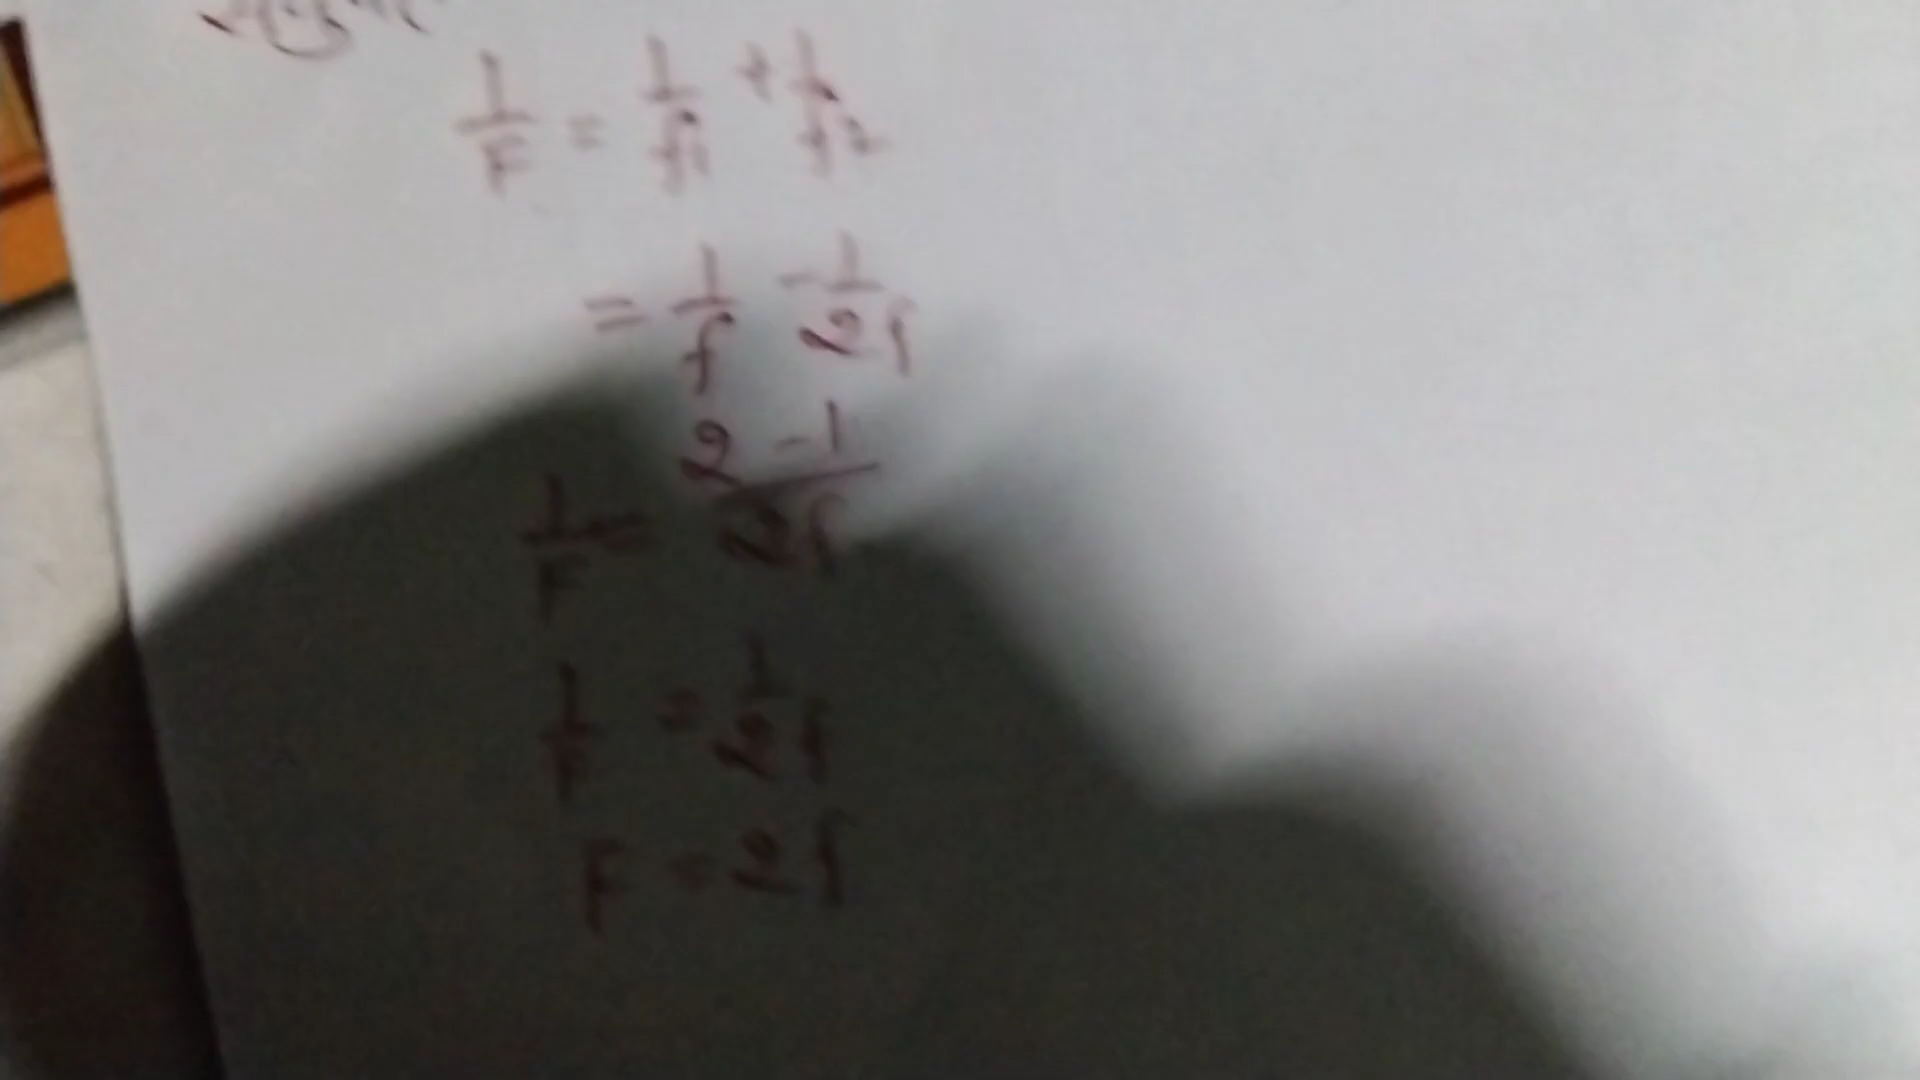 1/F = 1/f1 + 1/f2
= 1/f - 1/2f
1/F = 2 - 1/2f
1/F = 1/2f
F = 2f